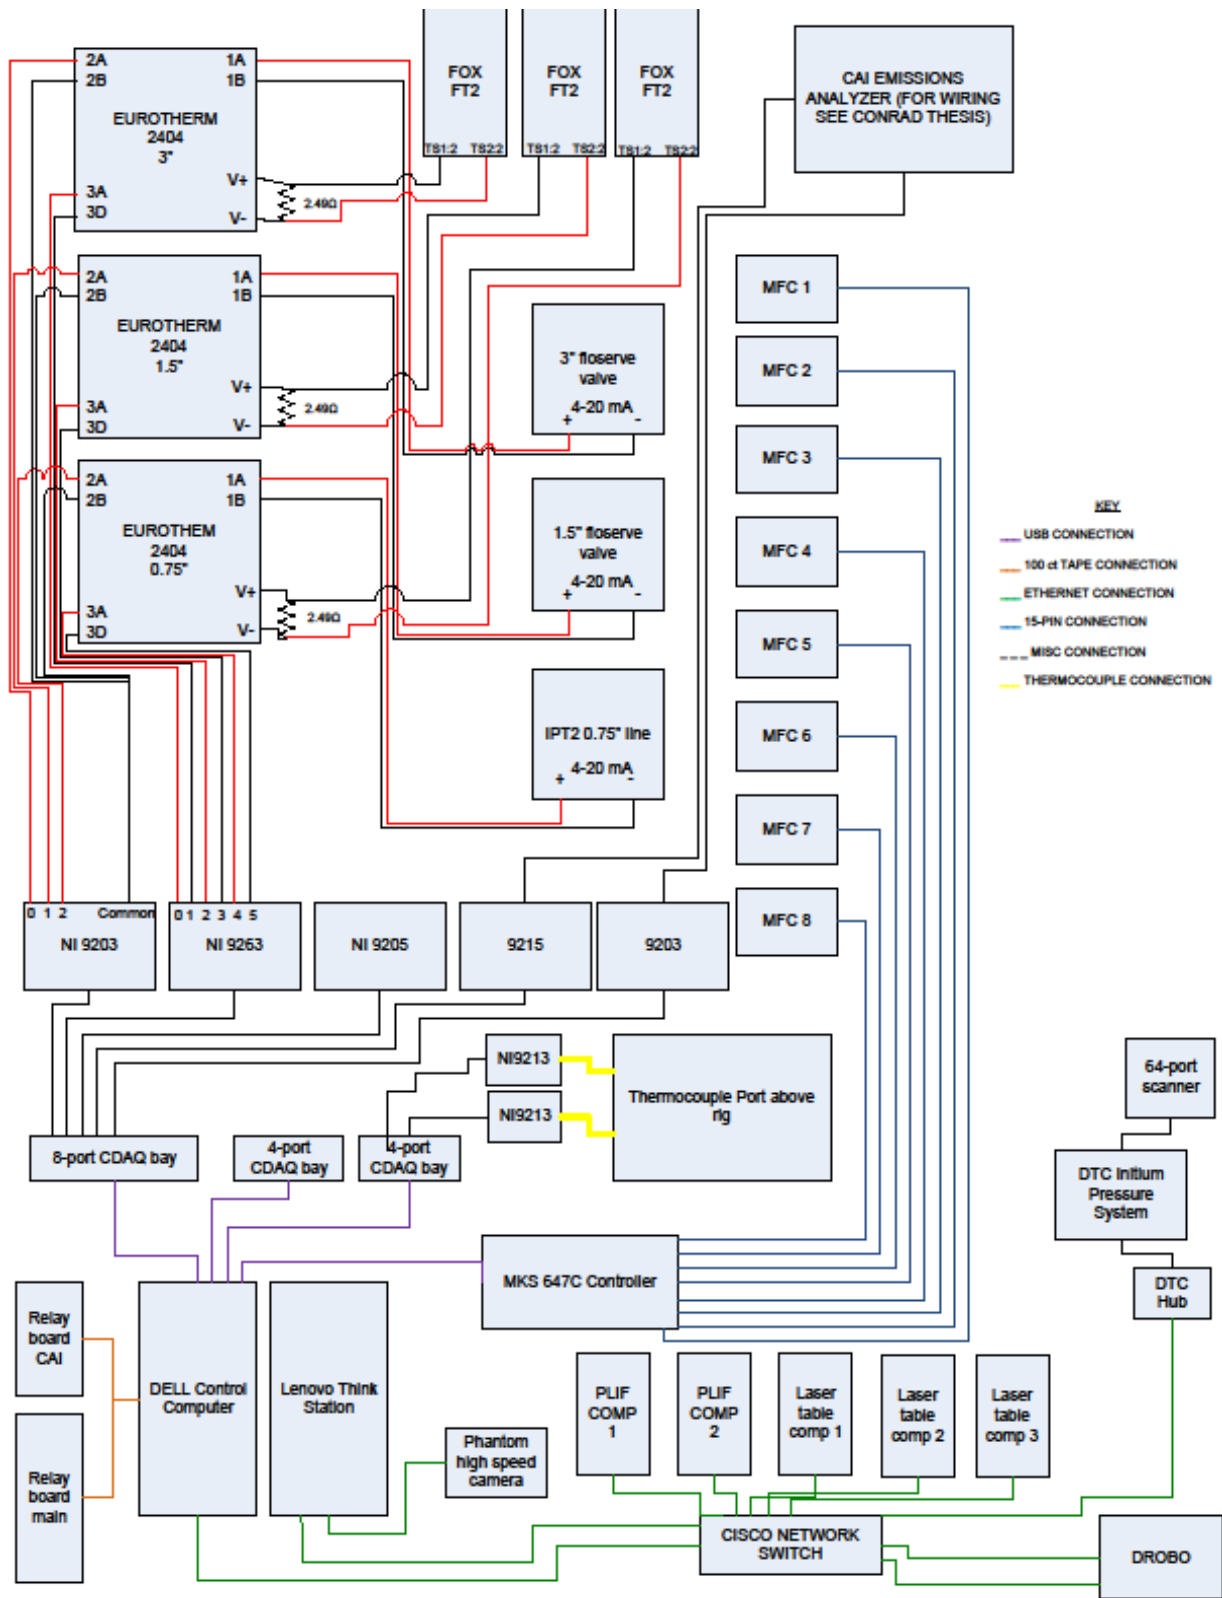 2A
1A
2B
1B
EUROTHERM
2404
3"
V+
3A
3D
V-
2.49Ω
FOX
FT2
TS1:2
TS2:2
FOX
FT2
TS1:2
TS2:2
FOX
FT2
TS1:2
TS2:2
CAI EMISSIONS
ANALYZER (FOR WIRING
SEE CONRAD THESIS)
2A
1A
2B
1B
EUROTHERM
2404
1.5"
V+
3A
3D
V-
2.49Ω
3" floserve
valve
4-20 mA
+ -
2A
1A
2B
1B
EUROTHEM
2404
0.75"
V+
3A
3D
V-
2.49Ω
1.5" floserve
valve
4-20 mA
+ -
IPT2 0.75" line
4-20 mA
+ -
MFC 1
MFC 2
MFC 3
MFC 4
MFC 5
MFC 6
MFC 7
MFC 8
KEY
USB CONNECTION
100 ct TAPE CONNECTION
ETHERNET CONNECTION
15-PIN CONNECTION
MISC CONNECTION
THERMOCOUPLE CONNECTION
0 1 2 Common
NI 9203
0 1 2 3 4 5
NI 9263
NI 9205
9215
9203
NI9213
NI9213
Thermocouple Port above
rig
64-port
scanner
8-port CDAQ bay
4-port
CDAQ bay
4-port
CDAQ bay
DTC Initium
Pressure
System
MKS 647C Controller
DTC
Hub
Relay
board
CAI
DELL Control
Computer
Lenovo Think
Station
Relay
board
main
Phantom
high speed
camera
PLIF
COMP
1
PLIF
COMP
2
Laser
table
comp 1
Laser
table
comp 2
Laser
table
comp 3
CISCO NETWORK
SWITCH
DROBO